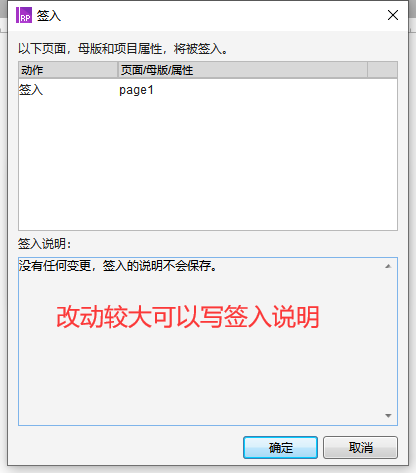 RP 签入
以下页面，母版和项目属性，将被签入。
动作 页面/母版/属性
签入 page1
签入说明：
没有任何变更，签入的说明不会保存。
改动较大可以写签入说明
确定 取消